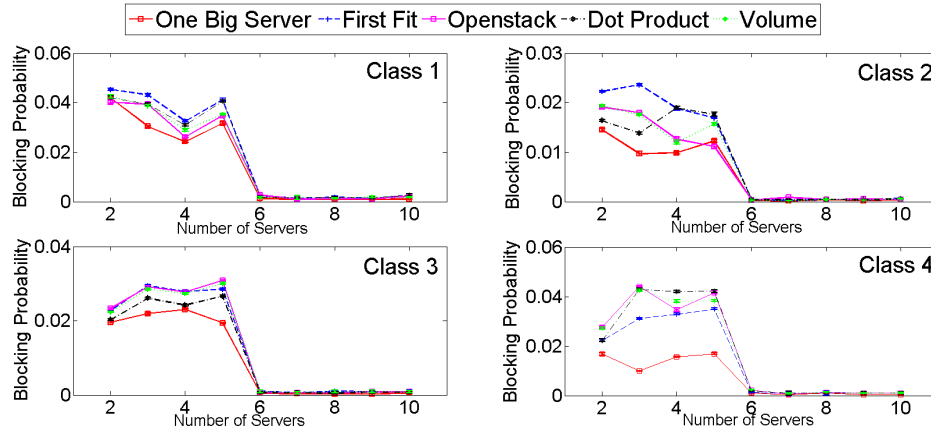 One Big Server First Fit Openstack Dot Product Volume
Class 1
Blocking Probability
0.06
0.04
0.02
0
2 4 6 8 10
Number of Servers
Class 2
Blocking Probability
0.03
0.02
0.01
0
2 4 6 8 10
Number of Servers
Class 3
Blocking Probability
0.04
0.02
0
2 4 6 8 10
Number of Servers
Class 4
Blocking Probability
0.06
0.04
0.02
0
2 4 6 8 10
Number of Servers